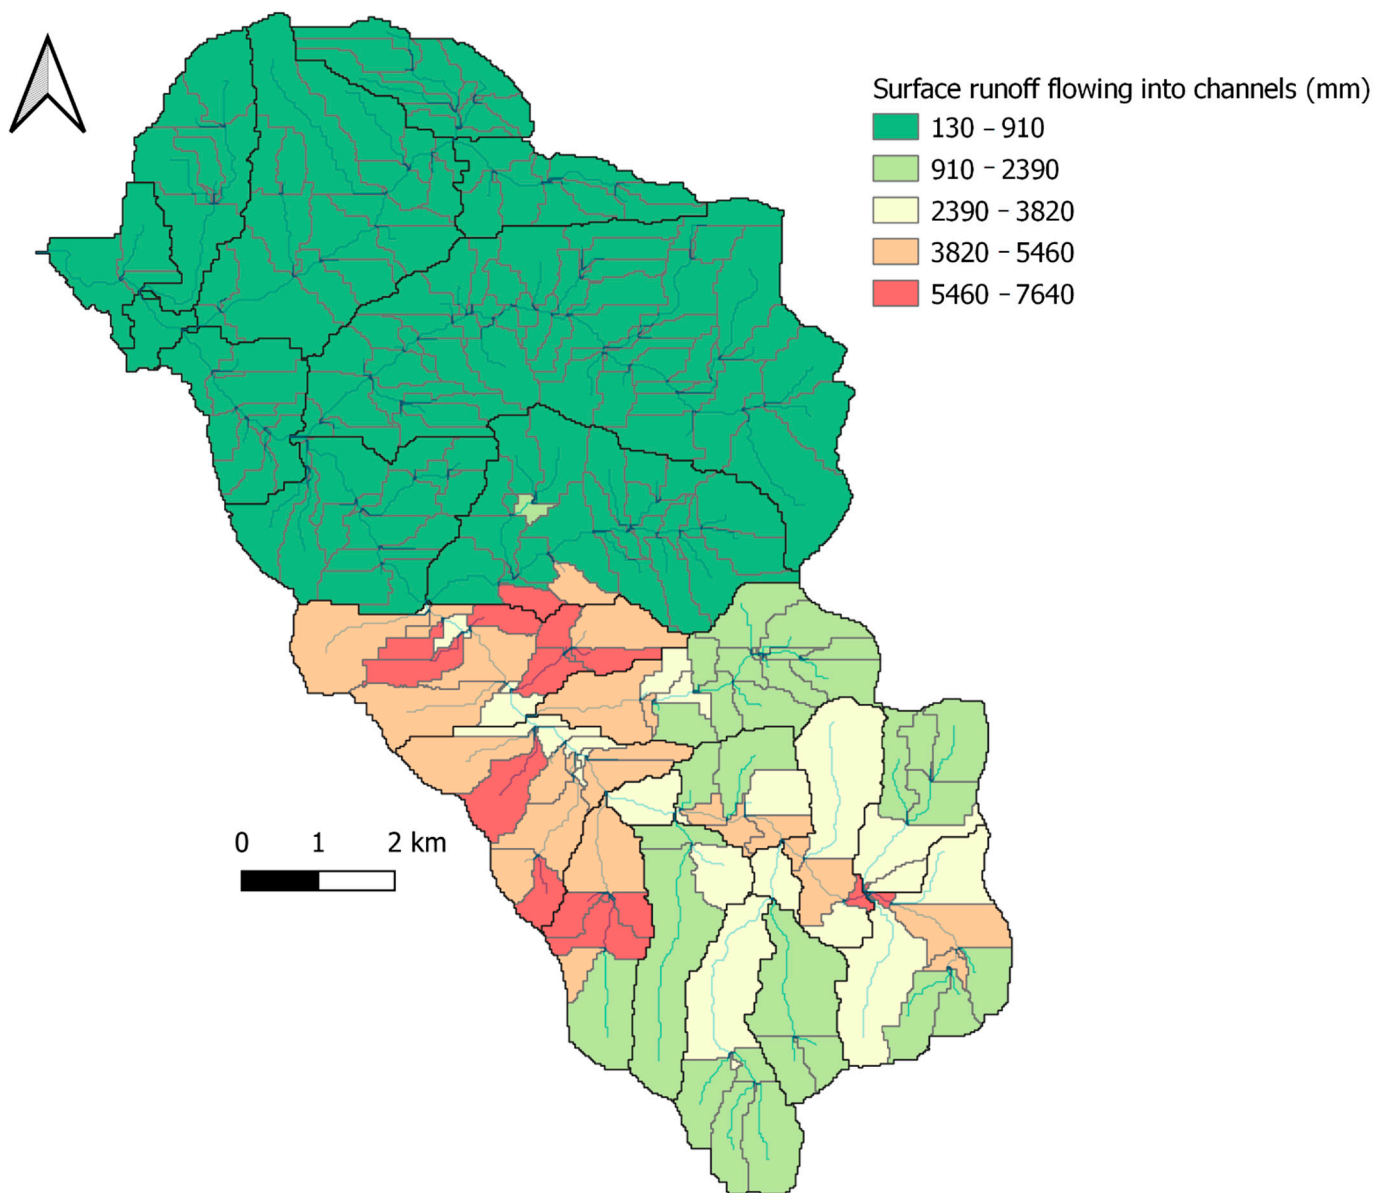 Surface runoff flowing into channels (mm)
130 – 910
910 – 2390
2390 – 3820
3820 – 5460
5460 – 7640
0 1 2 km